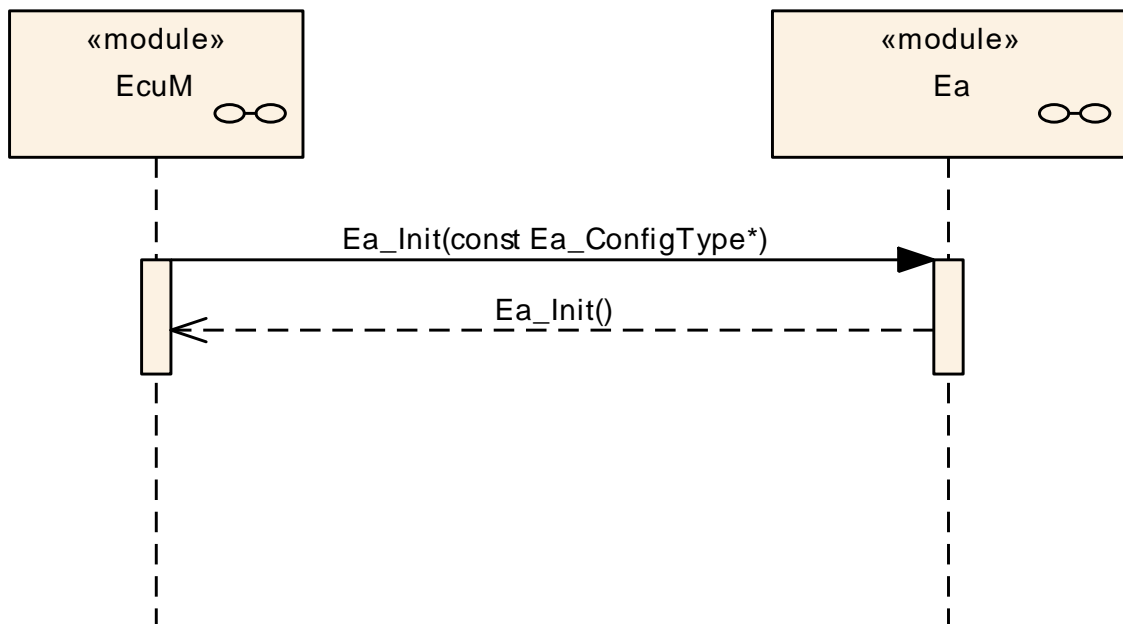 «module»
EcuM
«module»
Ea
Ea_Init(const Ea_ConfigType*)
Ea_Init()